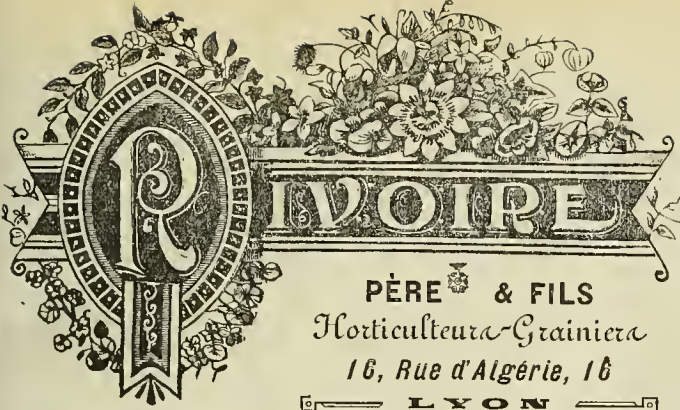 RIVOIRE
PÈRE & FILS
Horticulteurs-Grainiers
16, Rue d'Algérie, 16
LYON